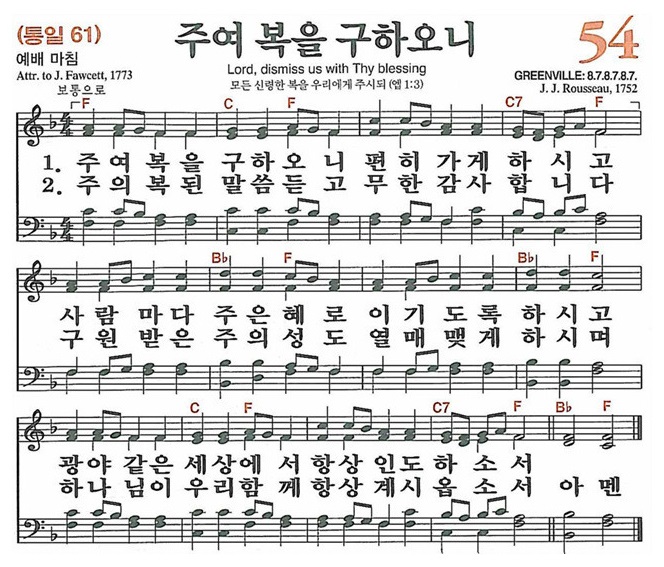 (통일 61)
주여 복을 구하오니
54
예배 마침
Lord, dismiss us with Thy blessing
Attr. to J. Fawcett, 1773
모든 신령한 복을 우리에게 주시되 (엡 1:3)
GREENVILLE: 8.7.8.7.8.7.
보통으로
J. J. Rousseau, 1752
F C F C7 F
1. 주여 복을 구하오니 편히 가게 하시고
2. 주의 복된 말씀 듣고 무한 감사합니다
B♭ F B♭ F
사람마다 주 은혜로 이기도록 하시고
구원받은 주의 성도 열매 맺게 하시며
C F C7 F B♭ F
광야 같은 세상에서 항상 인도하소서
하나님이 우리 함께 항상 계시옵소서 아멘